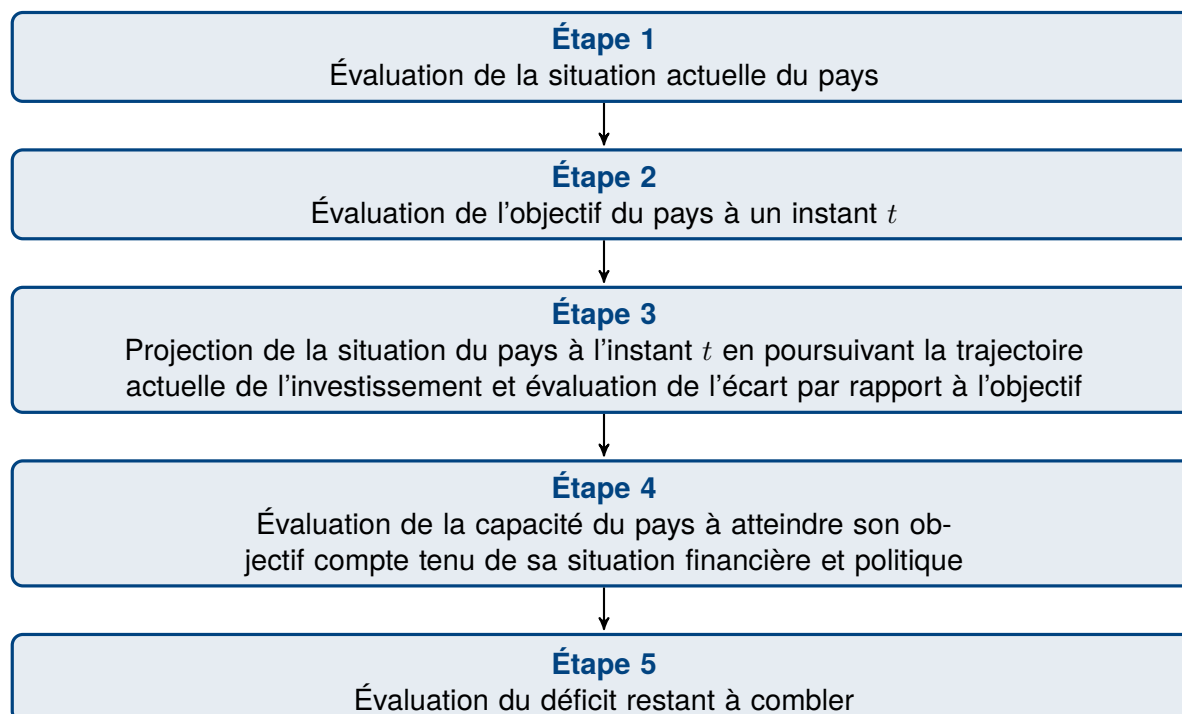 Étape 1
Évaluation de la situation actuelle du pays
Étape 2
Évaluation de l'objectif du pays à un instant t
Étape 3
Projection de la situation du pays à l'instant t en poursuivant la trajectoire
actuelle de l'investissement et évaluation de l'écart par rapport à l'objectif
Étape 4
Évaluation de la capacité du pays à atteindre son ob-
jectif compte tenu de sa situation financière et politique
Étape 5
Évaluation du déficit restant à combler